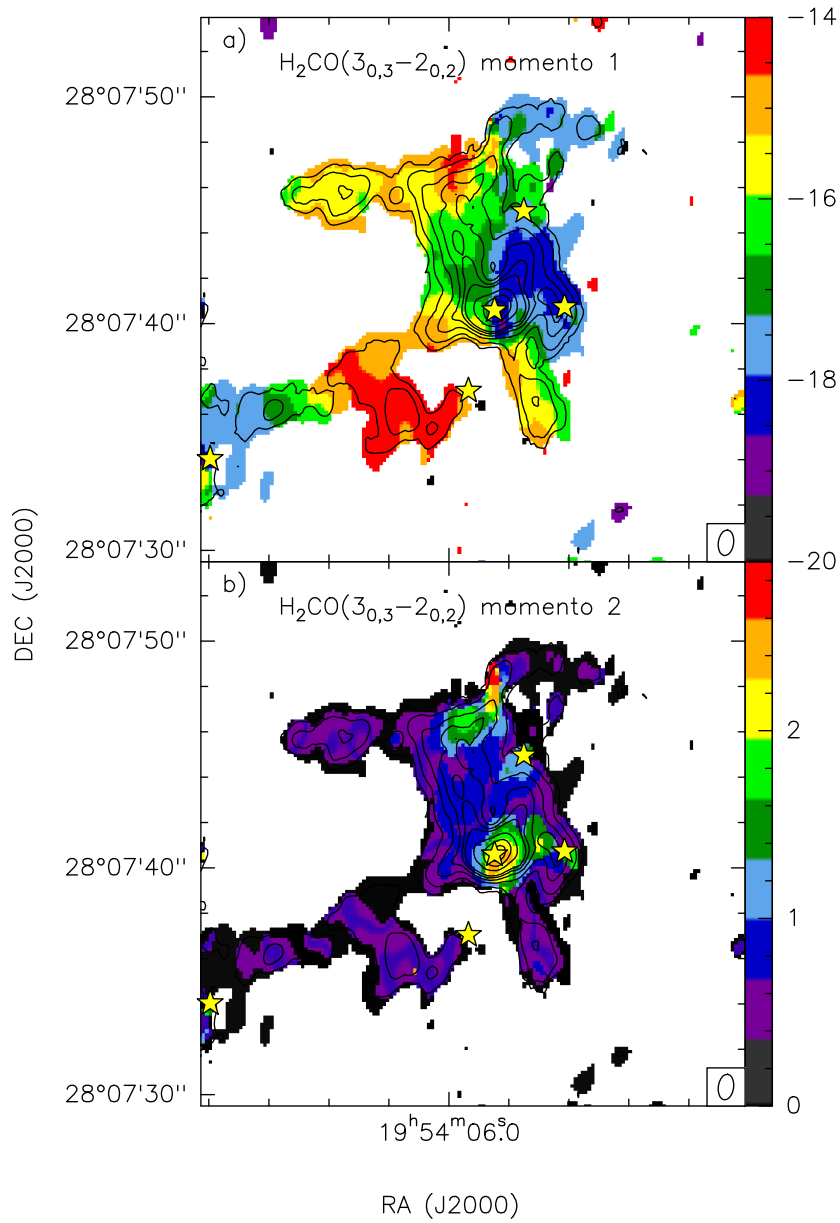 a)
H₂CO(3₀,₃−2₀,₂) momento 1
−14
−16
−18
−20
28°07'50''
28°07'40''
28°07'30''
b)
H₂CO(3₀,₃−2₀,₂) momento 2
2
1
0
28°07'50''
28°07'40''
28°07'30''
DEC (J2000)
19ʰ54ᵐ06ˢ.0
RA (J2000)